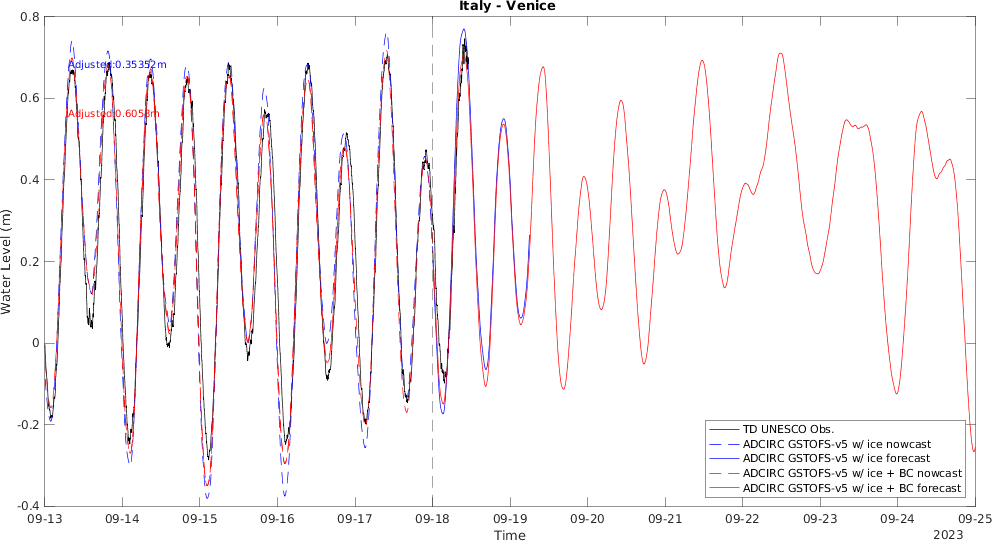 Italy - Venice
0.8
0.6
0.4
0.2
0
-0.2
-0.4
Water Level (m)
Adjusted:0.35352m
Adjusted:0.6058m
TD UNESCO Obs.
ADCIRC GSTOFS-v5 w/ ice nowcast
ADCIRC GSTOFS-v5 w/ ice forecast
ADCIRC GSTOFS-v5 w/ ice + BC nowcast
ADCIRC GSTOFS-v5 w/ ice + BC forecast
09-13 09-14 09-15 09-16 09-17 09-18 09-19 09-20 09-21 09-22 09-23 09-24 09-25
Time
2023